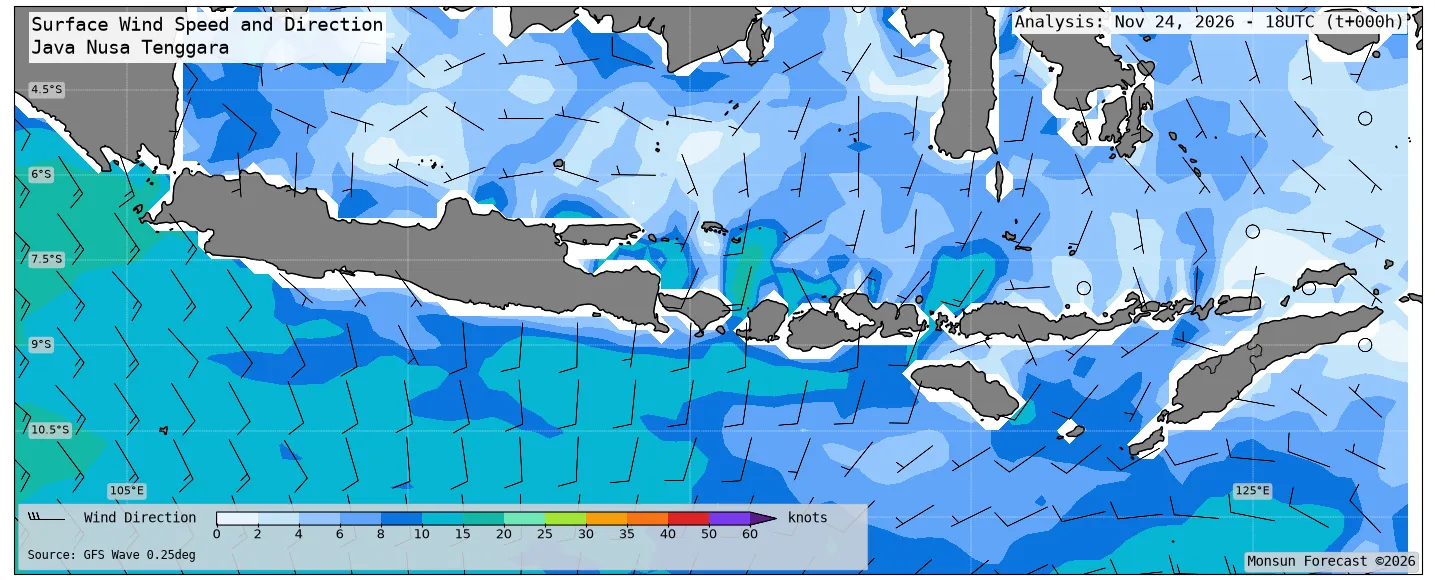 Surface Wind Speed and Direction
Java Nusa Tenggara
Analysis: Nov 24, 2026 - 18UTC (t+000h)
4.5°S
6°S
7.5°S
9°S
10.5°S
105°E
125°E
Wind Direction
0 2 4 6 8 10 15 20 25 30 35 40 50 60
knots
Source: GFS Wave 0.25deg
Monsun Forecast ©2026